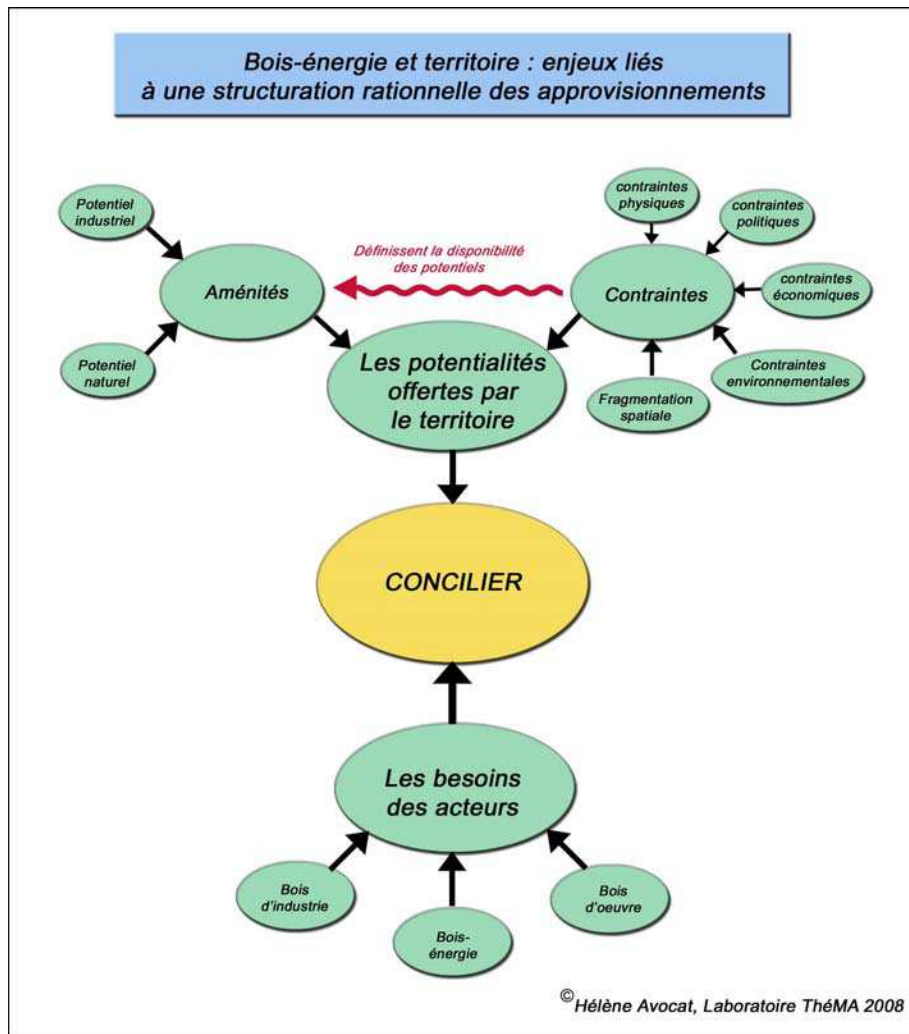 Bois-énergie et territoire : enjeux liés
à une structuration rationnelle des approvisionnements
Potentiel
industriel
Potentiel
naturel
Aménités
Définissent la disponibilité
des potentiels
contraintes
physiques
contraintes
politiques
contraintes
économiques
Contraintes
environnementales
Fragmentation
spatiale
Contraintes
Les potentialités
offertes par
le territoire
CONCILIER
Les besoins
des acteurs
Bois
d'industrie
Bois-
énergie
Bois
d'oeuvre
© Hélène Avocat, Laboratoire ThéMA 2008